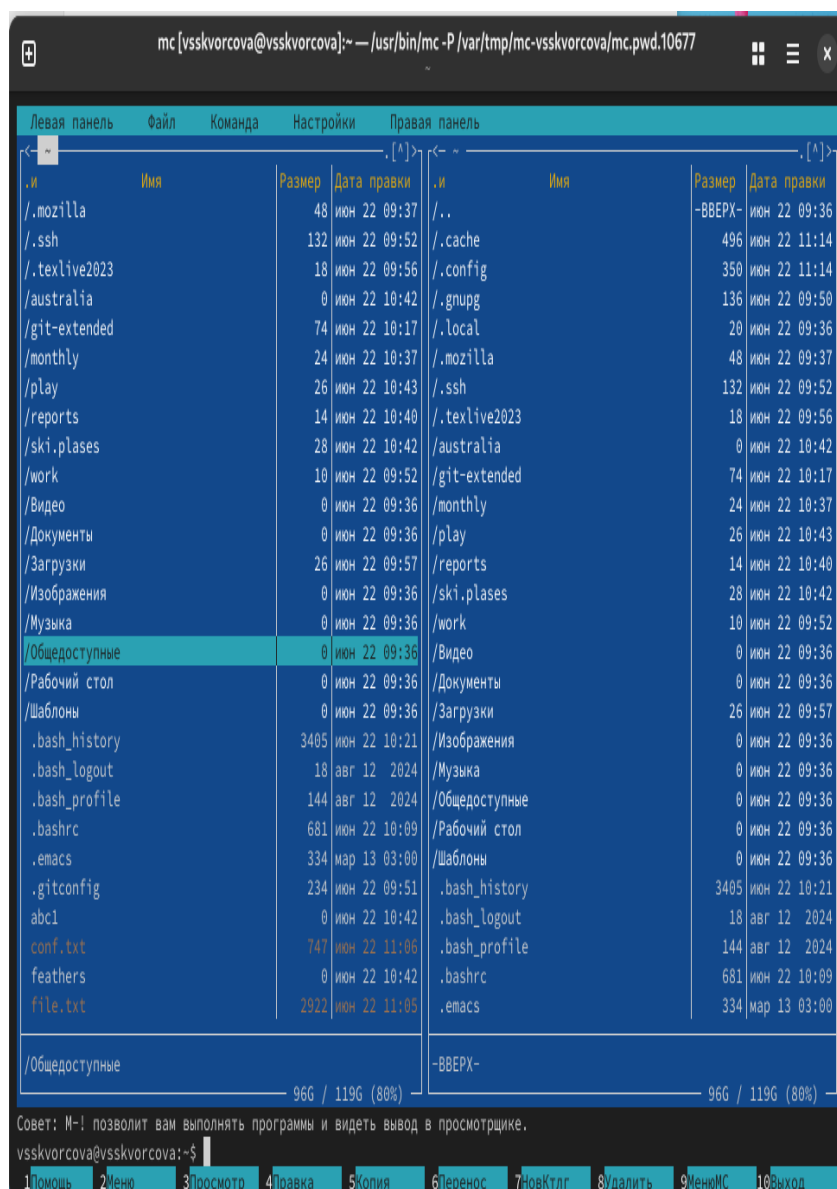 mc [vsskvorcova@vsskvorcova]:~ — /usr/bin/mc -P /var/tmp/mc-vsskvorcova/mc.pwd.10677
~
Левая панель Файл Команда Настройки Правая панель
<─ ~ .[^]> <─ ~ .[^]>
.и Имя Размер Дата правки .и Имя Размер Дата правки
/.mozilla 48 июн 22 09:37 /.. -ВВЕРХ- июн 22 09:36
/.ssh 132 июн 22 09:52 /.cache 496 июн 22 11:14
/.texlive2023 18 июн 22 09:56 /.config 350 июн 22 11:14
/australia 0 июн 22 10:42 /.gnupg 136 июн 22 09:50
/git-extended 74 июн 22 10:17 /.local 20 июн 22 09:36
/monthly 24 июн 22 10:37 /.mozilla 48 июн 22 09:37
/play 26 июн 22 10:43 /.ssh 132 июн 22 09:52
/reports 14 июн 22 10:40 /.texlive2023 18 июн 22 09:56
/ski.plases 28 июн 22 10:42 /australia 0 июн 22 10:42
/work 10 июн 22 09:52 /git-extended 74 июн 22 10:17
/Видео 0 июн 22 09:36 /monthly 24 июн 22 10:37
/Документы 0 июн 22 09:36 /play 26 июн 22 10:43
/Загрузки 26 июн 22 09:57 /reports 14 июн 22 10:40
/Изображения 0 июн 22 09:36 /ski.plases 28 июн 22 10:42
/Музыка 0 июн 22 09:36 /work 10 июн 22 09:52
/Общедоступные 0 июн 22 09:36 /Видео 0 июн 22 09:36
/Рабочий стол 0 июн 22 09:36 /Документы 0 июн 22 09:36
/Шаблоны 0 июн 22 09:36 /Загрузки 26 июн 22 09:57
.bash_history 3405 июн 22 10:21 /Изображения 0 июн 22 09:36
.bash_logout 18 авг 12 2024 /Музыка 0 июн 22 09:36
.bash_profile 144 авг 12 2024 /Общедоступные 0 июн 22 09:36
.bashrc 681 июн 22 10:09 /Рабочий стол 0 июн 22 09:36
.emacs 334 мар 13 03:00 /Шаблоны 0 июн 22 09:36
.gitconfig 234 июн 22 09:51 .bash_history 3405 июн 22 10:21
abc1 0 июн 22 10:42 .bash_logout 18 авг 12 2024
conf.txt 747 июн 22 11:06 .bash_profile 144 авг 12 2024
feathers 0 июн 22 10:42 .bashrc 681 июн 22 10:09
file.txt 2922 июн 22 11:05 .emacs 334 мар 13 03:00
/Общедоступные -ВВЕРХ-
96G / 119G (80%) 96G / 119G (80%)
Совет: M-! позволит вам выполнять программы и видеть вывод в просмотрщике.
vsskvorcova@vsskvorcova:~$
1Помощь 2Меню 3Просмотр 4Правка 5Копия 6Перенос 7НовКтлг 8Удалить 9МенюМС 10Выход